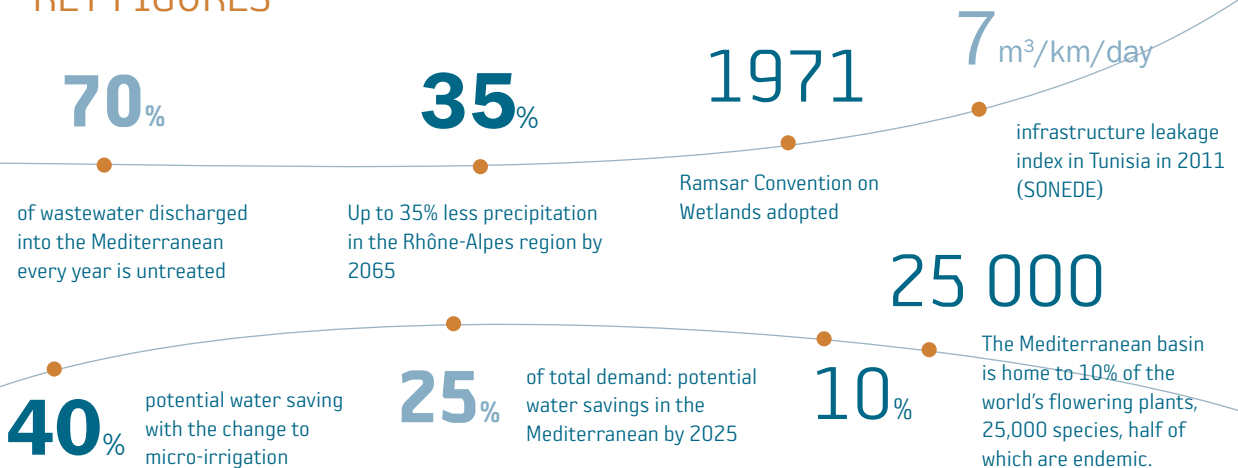 KEY FIGURES
70%
of wastewater discharged
into the Mediterranean
every year is untreated
35%
Up to 35% less precipitation
in the Rhône-Alpes region by
2065
1971
Ramsar Convention on
Wetlands adopted
7 m³/km/day
infrastructure leakage
index in Tunisia in 2011
(SONEDE)
40%
potential water saving
with the change to
micro-irrigation
25%
of total demand: potential
water savings in the
Mediterranean by 2025
10%
25 000
The Mediterranean basin
is home to 10% of the
world's flowering plants,
25,000 species, half of
which are endemic.